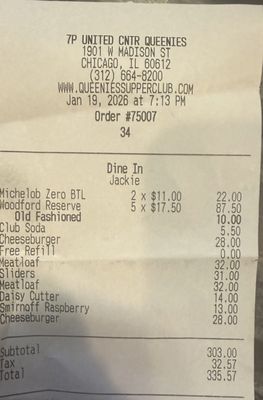 7P UNITED CNTR QUEENIES
1901 W MADISON ST
CHICAGO, IL 60612
(312) 664-8200
WWW.QUEENIESSUPPERCLUB.COM
Jan 19, 2026 at 7:13 PM
Order #75007
34
Dine In
Jackie
Michelob Zero BTL 2 x $11.00 22.00
Woodford Reserve 5 x $17.50 87.50
Old Fashioned 10.00
Club Soda 5.50
Cheeseburger 28.00
Free Refill 0.00
Meatloaf 32.00
Sliders 31.00
Meatloaf 32.00
Daisy Cutter 14.00
Smirnoff Raspberry 13.00
Cheeseburger 28.00
Subtotal 303.00
Tax 32.57
Total 335.57